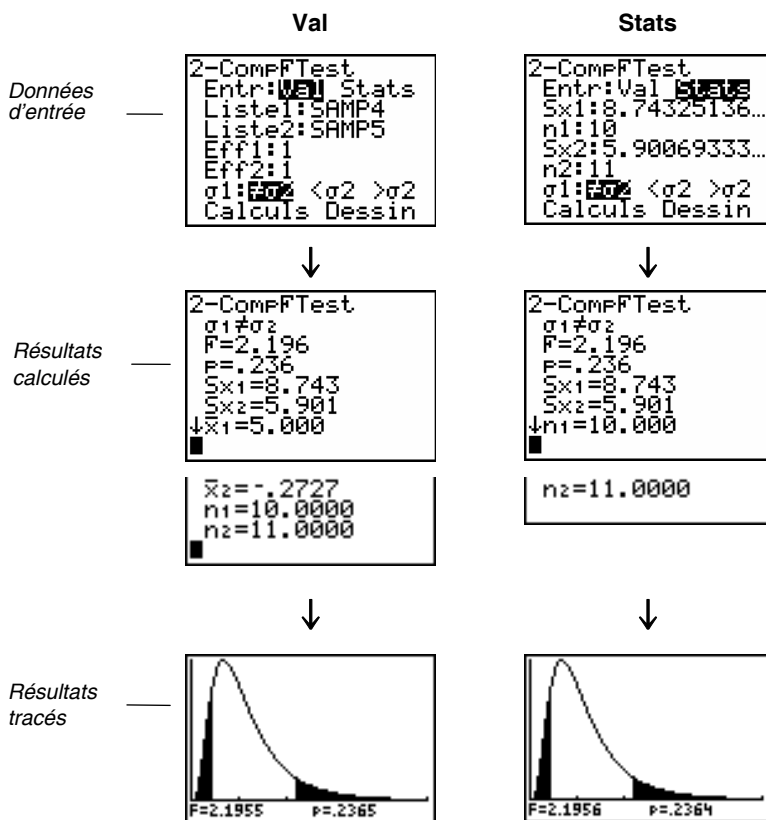 Val
Stats
Données
d'entrée
2-CompFTest
Entr:Val Stats
Liste1:SAMP4
Liste2:SAMP5
Eff1:1
Eff2:1
σ1:≠σ2 <σ2 >σ2
Calculs Dessin
2-CompFTest
Entr:Val Stats
Sx1:8.74325136…
n1:10
Sx2:5.90069333…
n2:11
σ1:≠σ2 <σ2 >σ2
Calculs Dessin
Résultats
calculés
2-CompFTest
σ1≠σ2
F=2.196
p=.236
Sx1=8.743
Sx2=5.901
↓x̄1=5.000
x̄2=-.2727
n1=10.0000
n2=11.0000
2-CompFTest
σ1≠σ2
F=2.196
p=.236
Sx1=8.743
Sx2=5.901
↓n1=10.000
n2=11.0000
Résultats
tracés
F=2.1955 p=.2365
F=2.1956 p=.2364